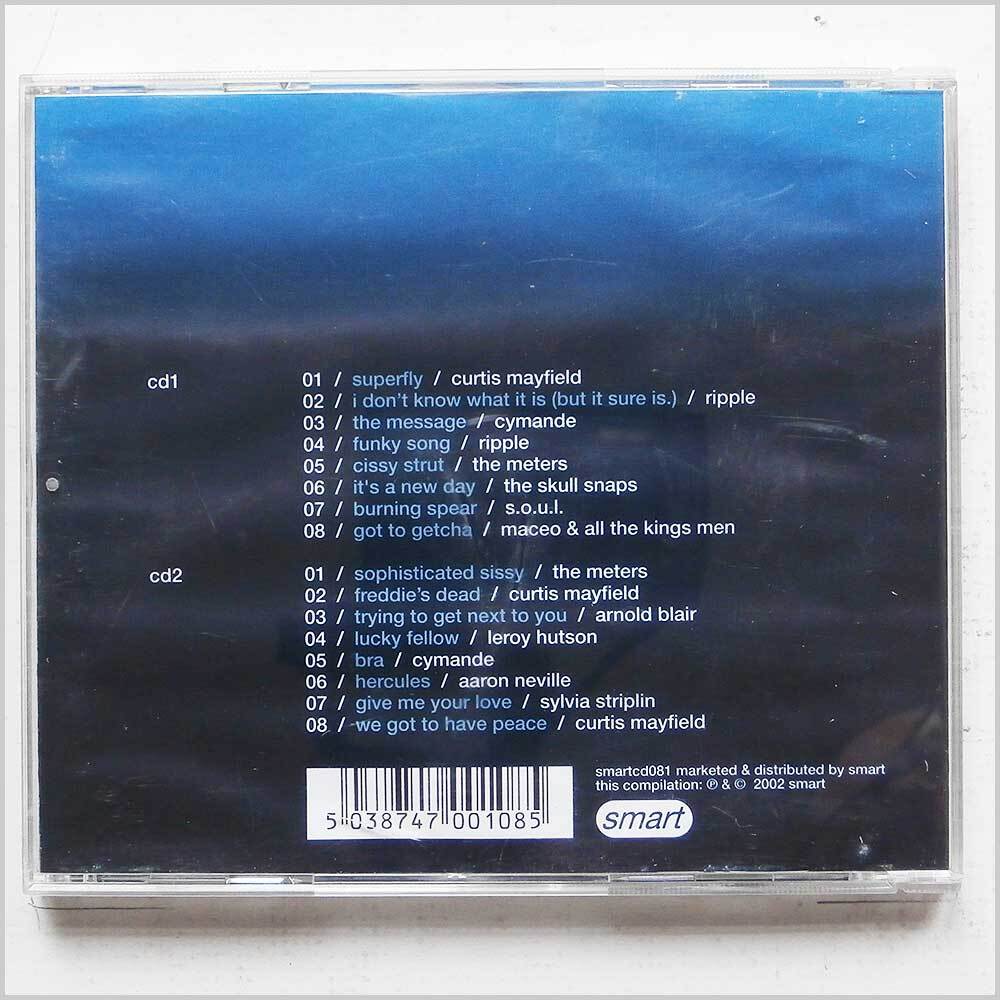 cd1
01 / superfly / curtis mayfield
02 / i don't know what it is (but it sure is.) / ripple
03 / the message / cymande
04 / funky song / ripple
05 / cissy strut / the meters
06 / it's a new day / the skull snaps
07 / burning spear / s.o.u.l.
08 / got to getcha / maceo & all the kings men
cd2
01 / sophisticated sissy / the meters
02 / freddie's dead / curtis mayfield
03 / trying to get next to you / arnold blair
04 / lucky fellow / leroy hutson
05 / bra / cymande
06 / hercules / aaron neville
07 / give me your love / sylvia striplin
08 / we got to have peace / curtis mayfield
smartcd081 marketed & distributed by smart
this compilation: ℗ & © 2002 smart
smart
5 038747 001085